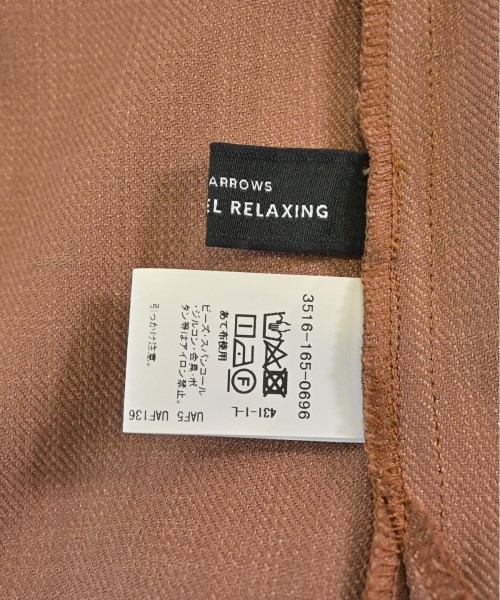 ARROWS
EL RELAXING
3516-165-0696
431-1-L
あて布使用
ビーズ・スパンコール
・ジルコン・金具・ボ
タン等はアイロン禁止。
UAF5
引っかけ注意。
UAF136